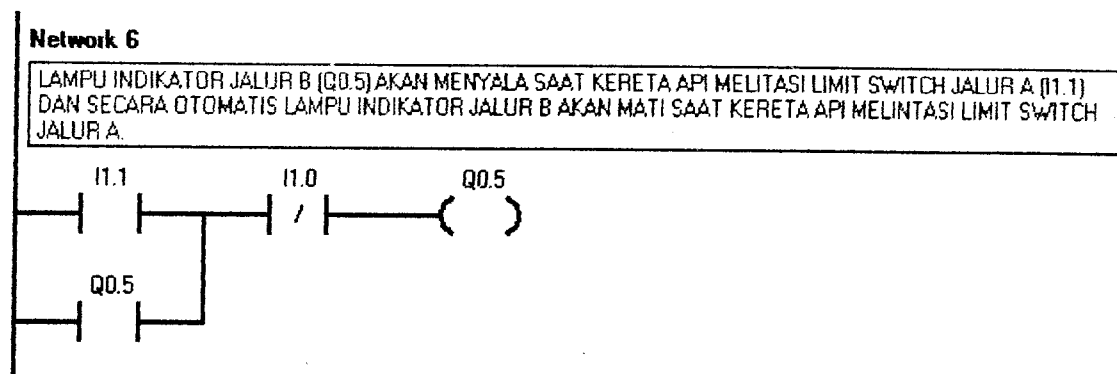 Network 6
LAMPU INDIKATOR JALUR B (Q0.5) AKAN MENYALA SAAT KERETA API MELITASI LIMIT SWITCH JALUR A (I1.1)
DAN SECARA OTOMATIS LAMPU INDIKATOR JALUR B AKAN MATI SAAT KERETA API MELINTASI LIMIT SWITCH
JALUR A.
I1.1 I1.0 Q0.5
/
Q0.5